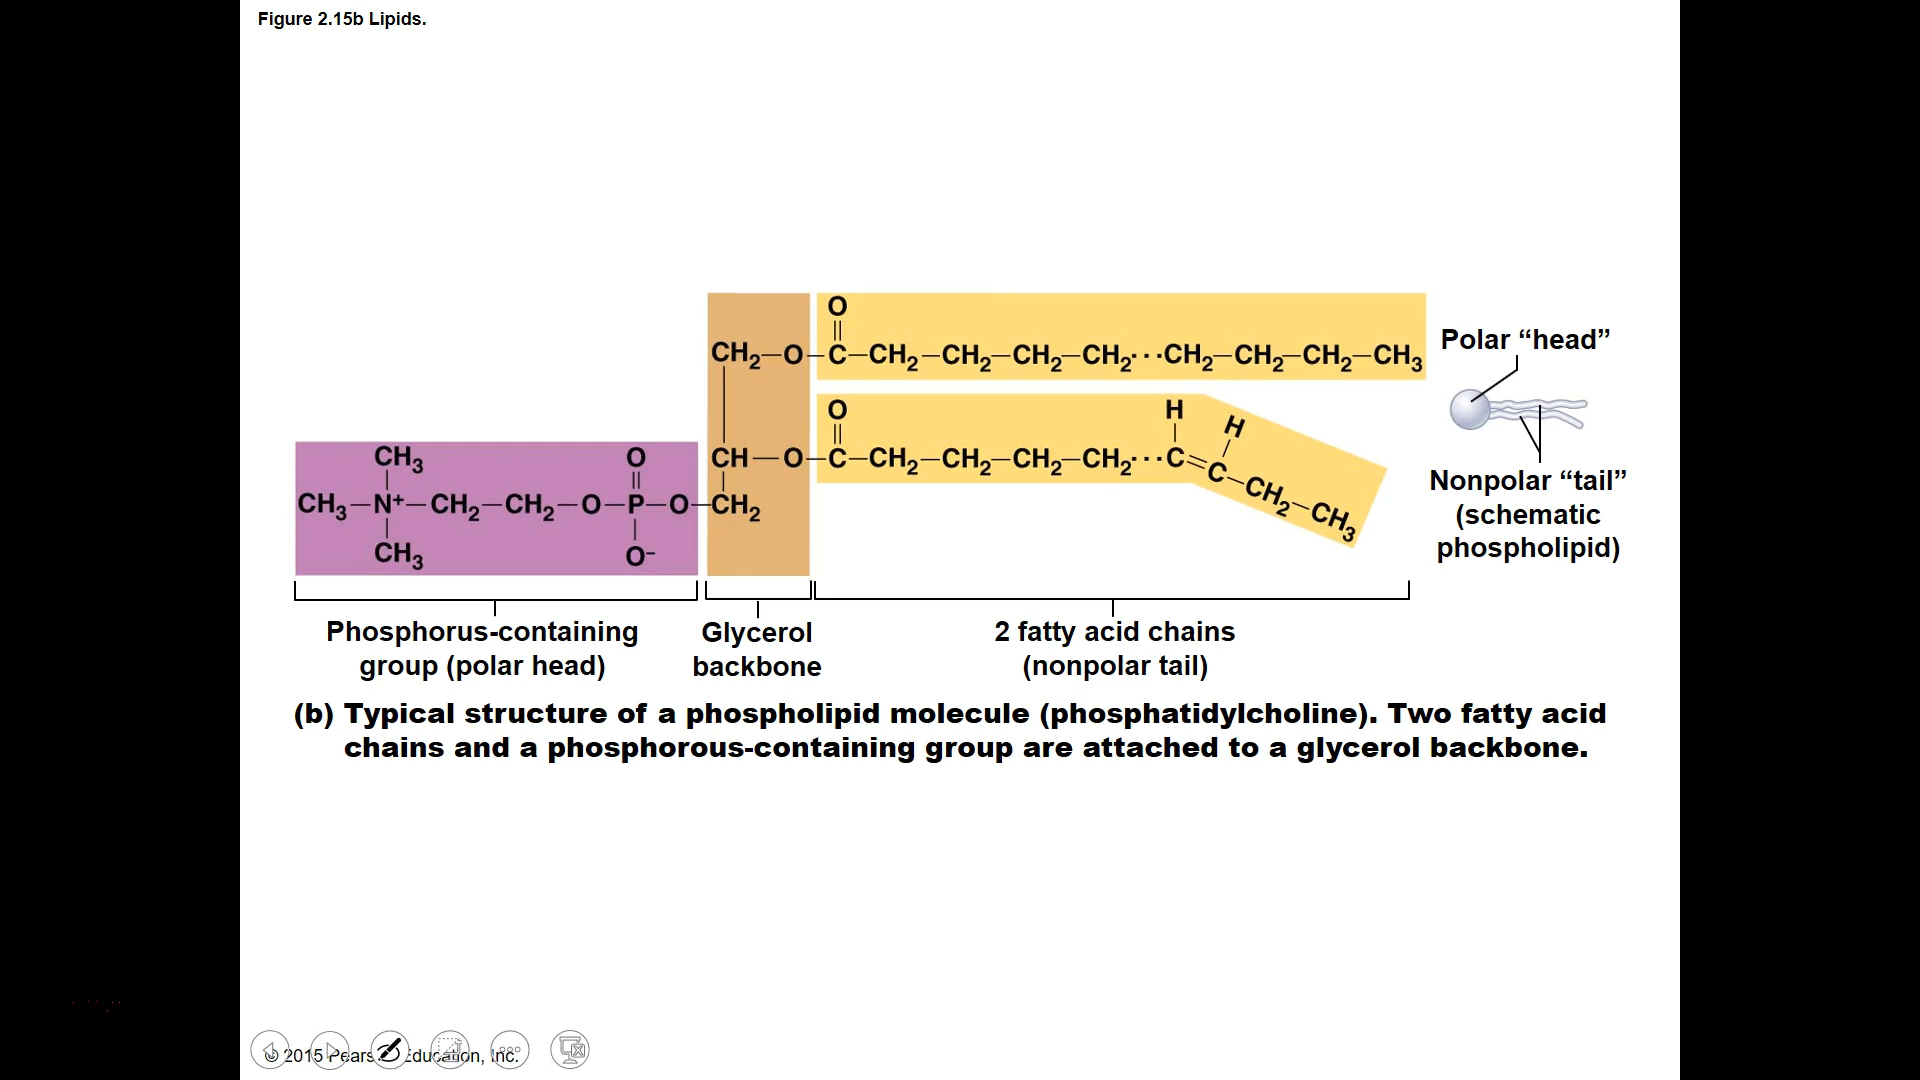 Figure 2.15b Lipids.
O
CH₂—O—C—CH₂—CH₂—CH₂—CH₂···CH₂—CH₂—CH₂—CH₃
O
H
H
CH—O—C—CH₂—CH₂—CH₂—CH₂···C=C—CH₂—CH₃
CH₃
O
CH₃—N⁺—CH₂—CH₂—O—P—O—CH₂
CH₃
O⁻
Polar “head”
Nonpolar “tail”
(schematic
phospholipid)
Phosphorus-containing
group (polar head)
Glycerol
backbone
2 fatty acid chains
(nonpolar tail)
(b) Typical structure of a phospholipid molecule (phosphatidylcholine). Two fatty acid
chains and a phosphorous-containing group are attached to a glycerol backbone.
© 2015 Pearson Education, Inc.